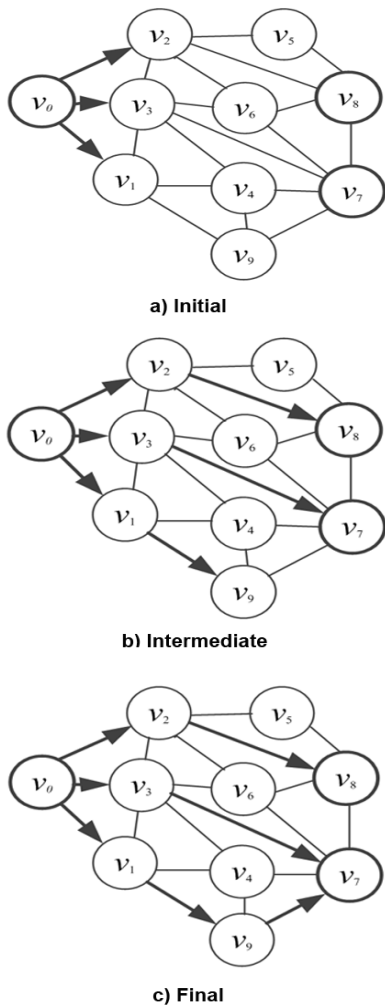 v₂
v₅
v₀
v₃
v₆
v₈
v₁
v₄
v₇
v₉
a) Initial
v₂
v₅
v₀
v₃
v₆
v₈
v₁
v₄
v₇
v₉
b) Intermediate
v₂
v₅
v₀
v₃
v₆
v₈
v₁
v₄
v₇
v₉
c) Final